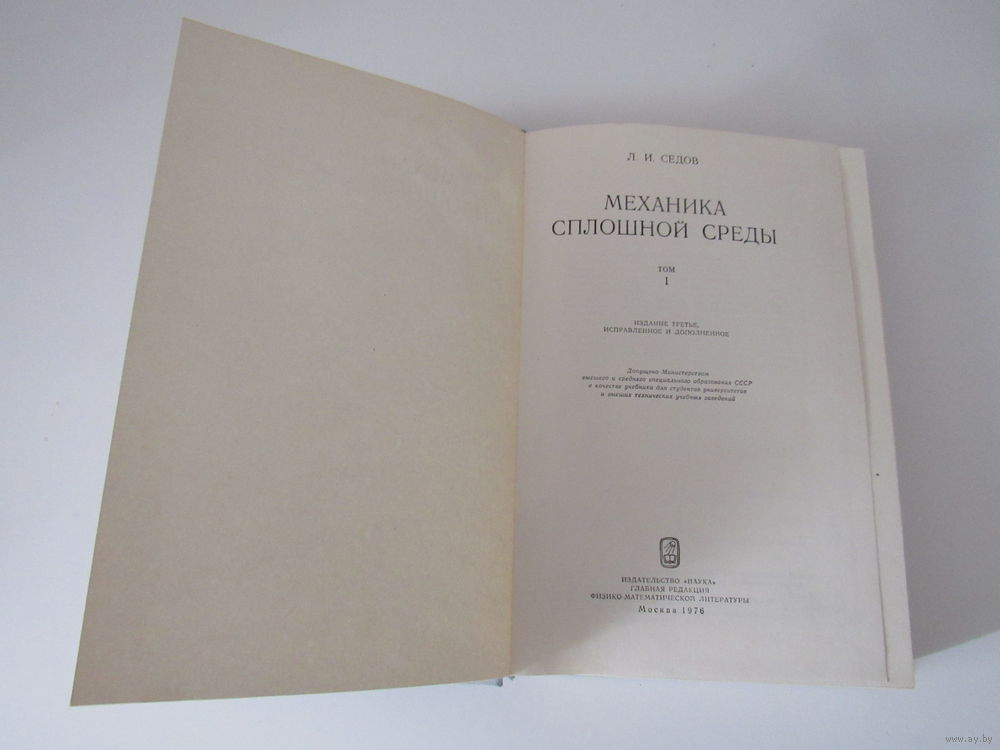 Л. И. СЕДОВ
МЕХАНИКА
СПЛОШНОЙ СРЕДЫ
ТОМ
I
ИЗДАНИЕ ТРЕТЬЕ,
ИСПРАВЛЕННОЕ И ДОПОЛНЕННОЕ
Допущено Министерством
высшего и среднего специального образования СССР
в качестве учебника для студентов университетов
и высших технических учебных заведений
ИЗДАТЕЛЬСТВО «НАУКА»
ГЛАВНАЯ РЕДАКЦИЯ
ФИЗИКО-МАТЕМАТИЧЕСКОЙ ЛИТЕРАТУРЫ
Москва 1976
www.ay.by